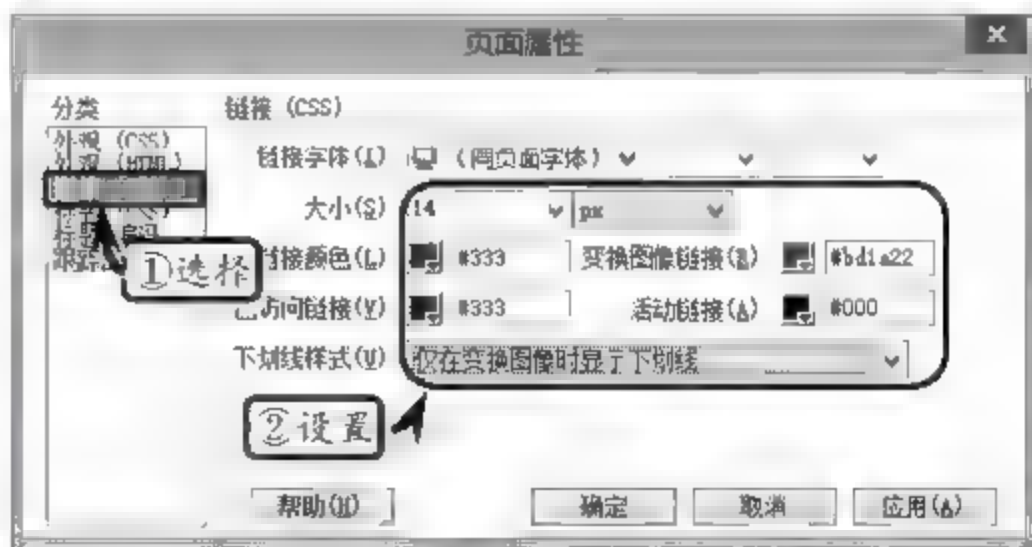 页面属性
分类
链接 (CSS)
外观 (CSS)
外观 (HTML)
链接字体(I) (同页面字体)
大小(S) 14 px
链接颜色(L) #333 变换图像链接(R) #bd1a22
访问链接(V) #333 活动链接(A) #000
下划线样式(U) 仅在变换图像时显示下划线
①选择
②设置
帮助(H) 确定 取消 应用(A)